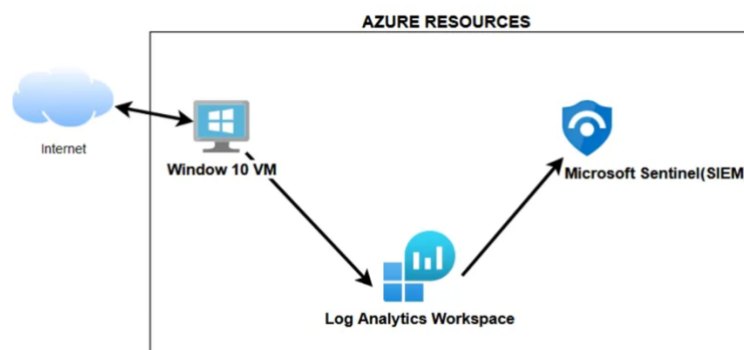 AZURE RESOURCES
Internet
Window 10 VM
Microsoft Sentinel(SIEM
Log Analytics Workspace